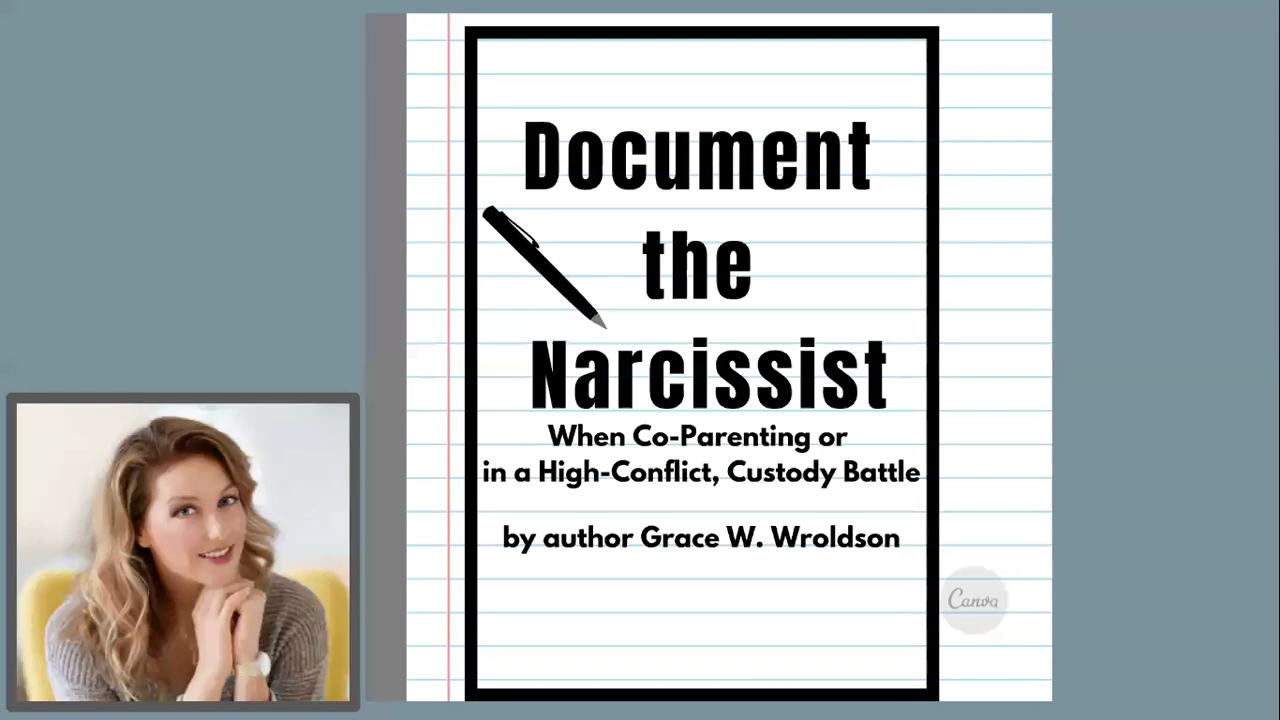 Document
the
Narcissist
When Co-Parenting or
in a High-Conflict, Custody Battle
by author Grace W. Wroldson
Canva